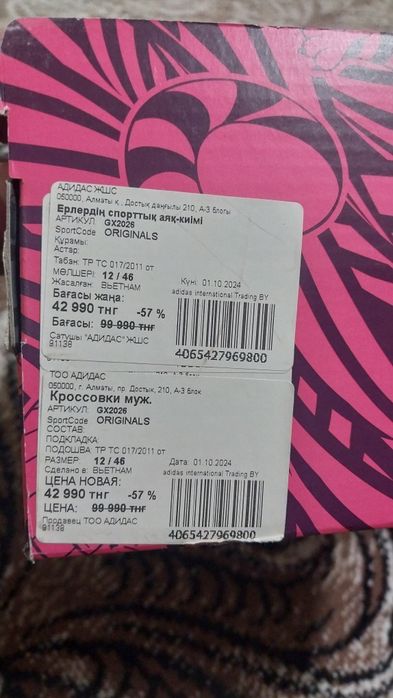 АДИДАС ЖШС
050000, Алматы қ., Достық даңғылы 210, А-3 блогы
Ерлердің спорттық аяқ-киімі
АРТИКУЛ: GX2026
SportCode ORIGINALS
Құрамы:
Астар:
Табан: ТР ТС 017/2011 от
МӨЛШЕРІ: 12 / 46 Күні: 01.10.2024
Жасалған: ВЬЕТНАМ adidas international Trading BY
Бағасы жаңа:
42 990 ТНГ -57 %
Бағасы: 99 990 ТНГ
Сатушы "АДИДАС" ЖШС
91138 4065427969800
ТОО АДИДАС
050000, г. Алматы, пр. Достык, 210, А-3 блок
Кроссовки муж.
АРТИКУЛ: GX2026
SportCode ORIGINALS
СОСТАВ:
ПОДКЛАДКА:
ПОДОШВА: ТР ТС 017/2011 от
РАЗМЕР 12 / 46 Дата: 01.10.2024
Сделано в: ВЬЕТНАМ adidas international Trading BY
ЦЕНА НОВАЯ:
42 990 ТНГ -57 %
ЦЕНА: 99 990 ТНГ
Продавец ТОО АДИДАС
91138 4065427969800